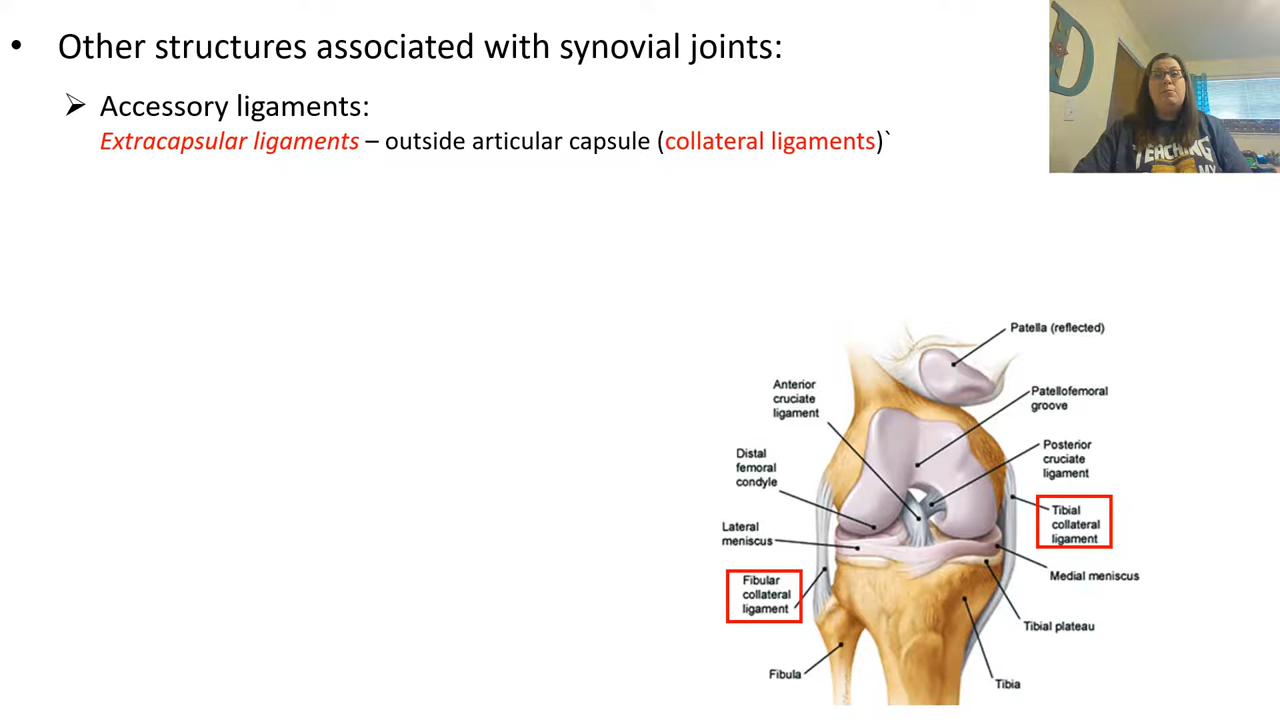 • Other structures associated with synovial joints:
➢ Accessory ligaments:
Extracapsular ligaments – outside articular capsule (collateral ligaments)`
TEACHING
MY
Patella (reflected)
Anterior
cruciate
ligament
Patellofemoral
groove
Distal
femoral
condyle
Posterior
cruciate
ligament
Tibial
collateral
ligament
Lateral
meniscus
Fibular
collateral
ligament
Medial meniscus
Tibial plateau
Fibula
Tibia